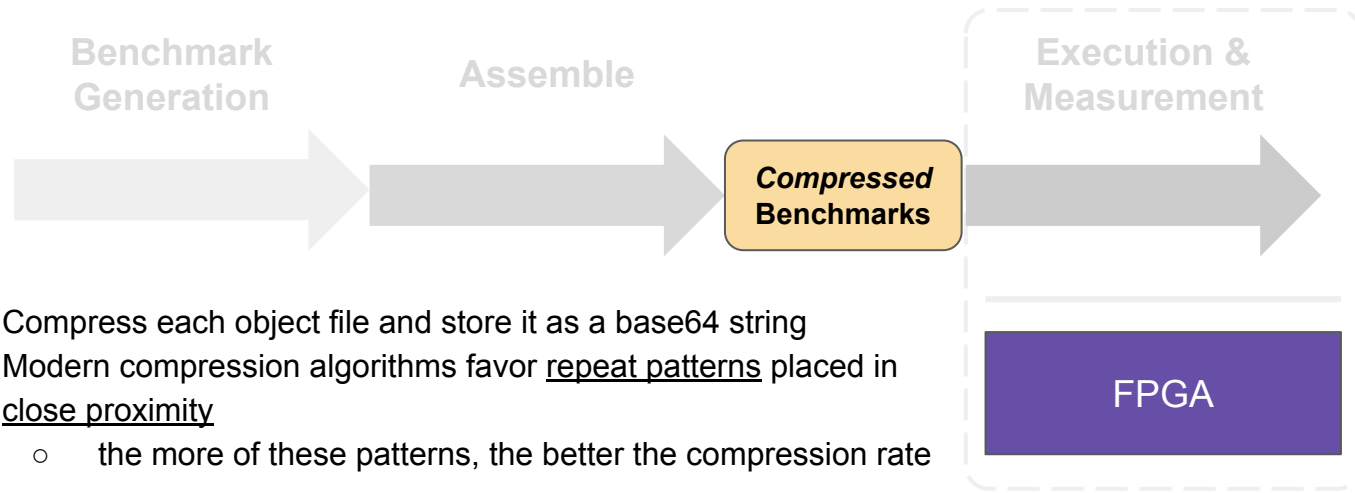 Benchmark
Generation
Assemble
Execution &
Measurement
Compressed
Benchmarks
Compress each object file and store it as a base64 string
Modern compression algorithms favor repeat patterns placed in
close proximity
○ the more of these patterns, the better the compression rate
FPGA